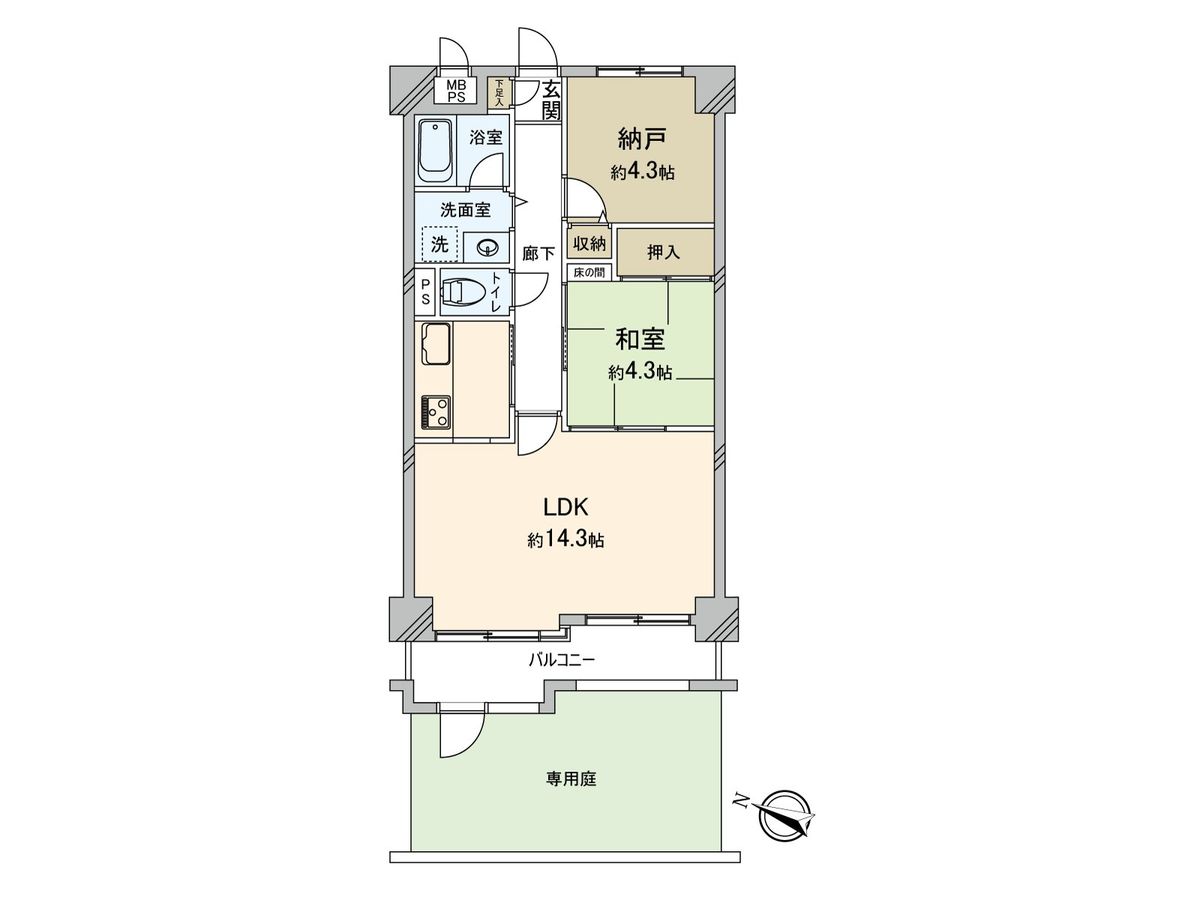 MB
PS
下足入
玄関
浴室
納戸
約4.3帖
洗面室
洗
廊下
収納
押入
床の間
PS
トイレ
和室
約4.3帖
LDK
約14.3帖
バルコニー
専用庭
N